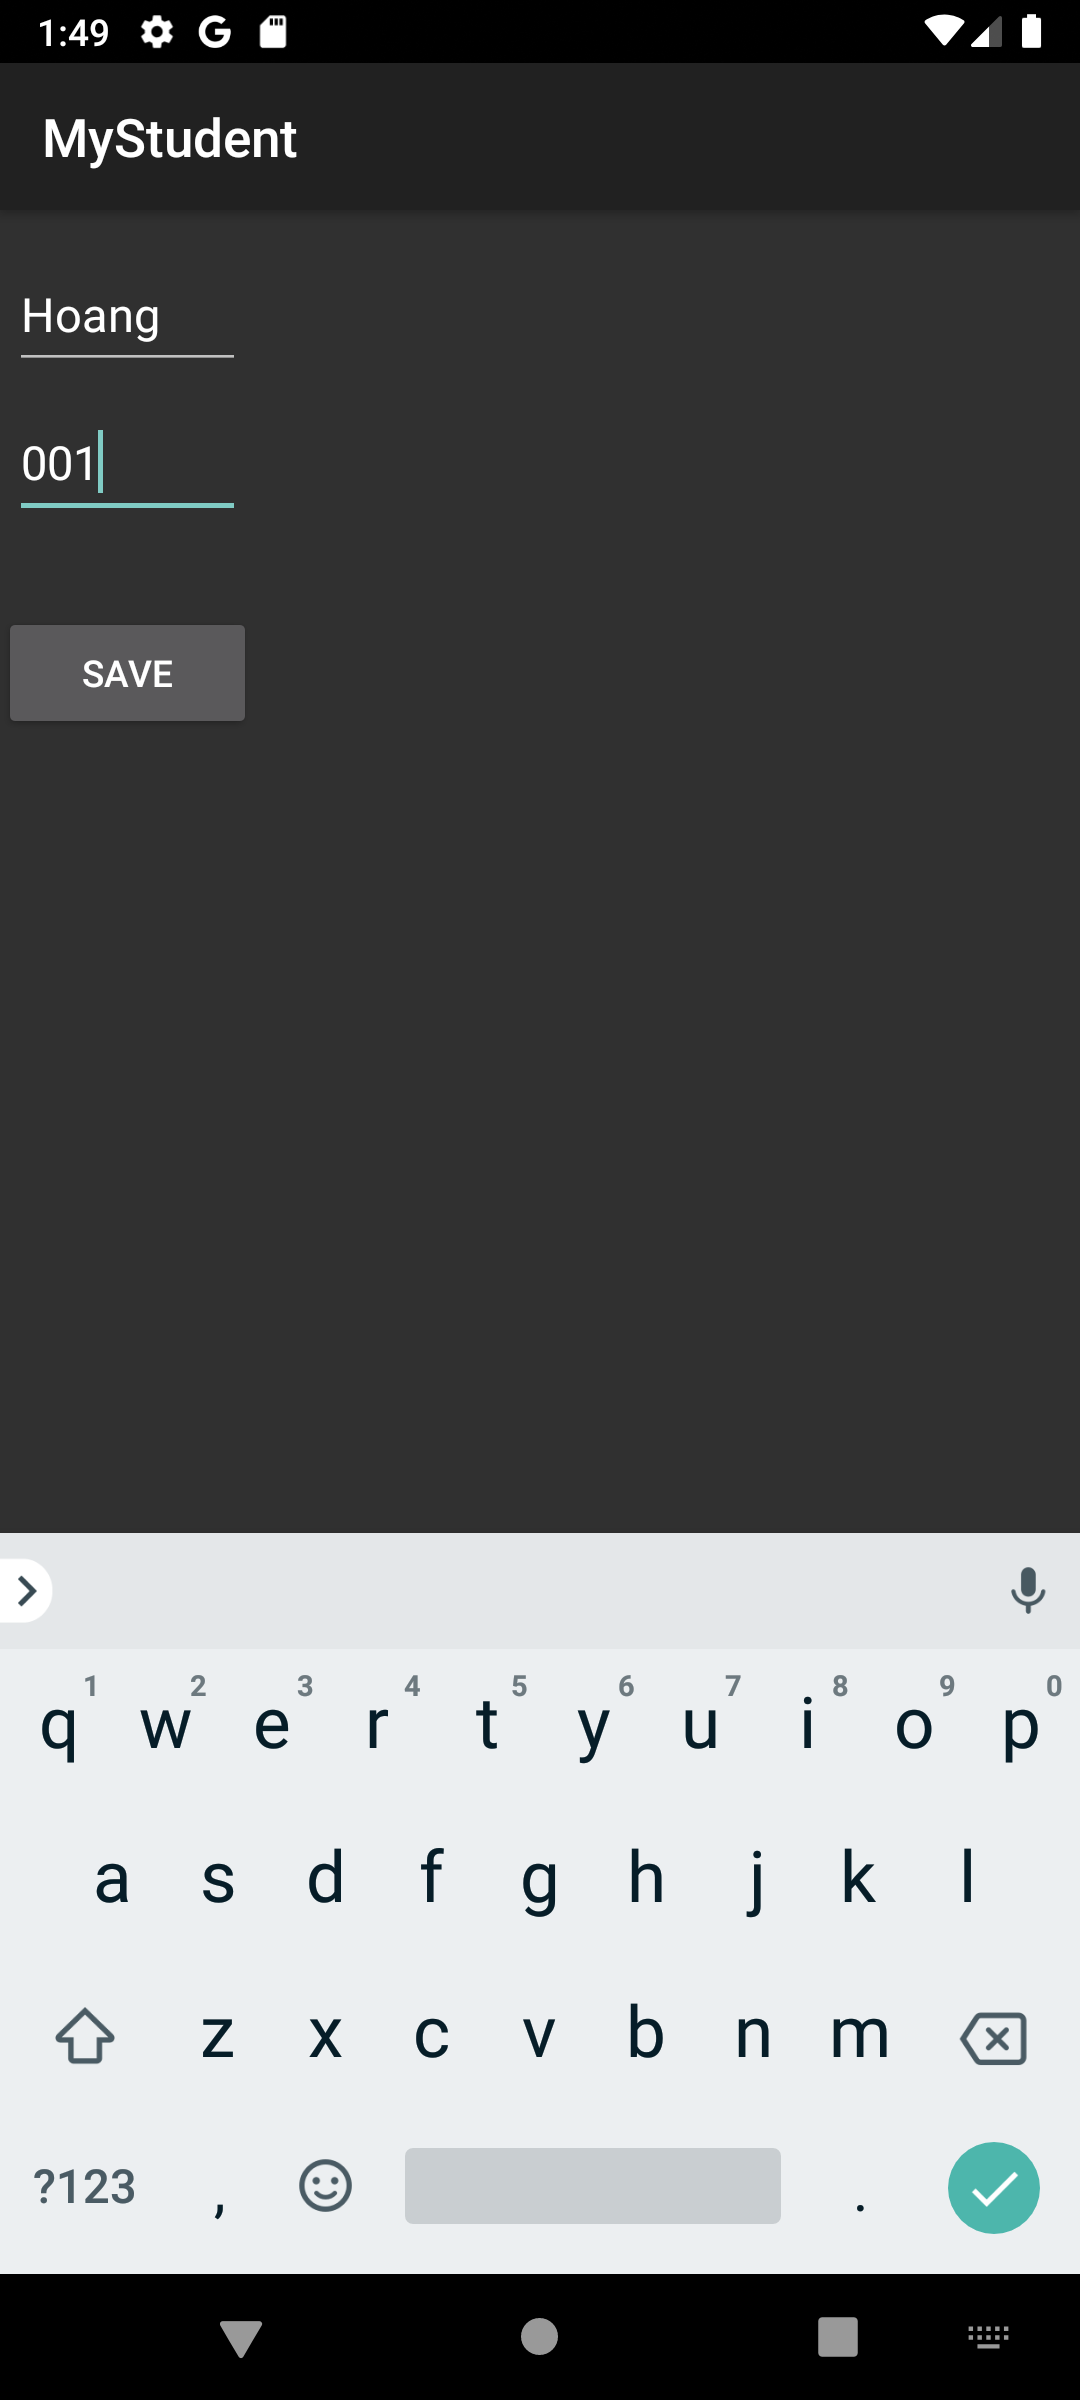 1:49
MyStudent
Hoang
001
SAVE
1 2 3 4 5 6 7 8 9 0
q w e r t y u i o p
a s d f g h j k l
z x c v b n m
?123 , .